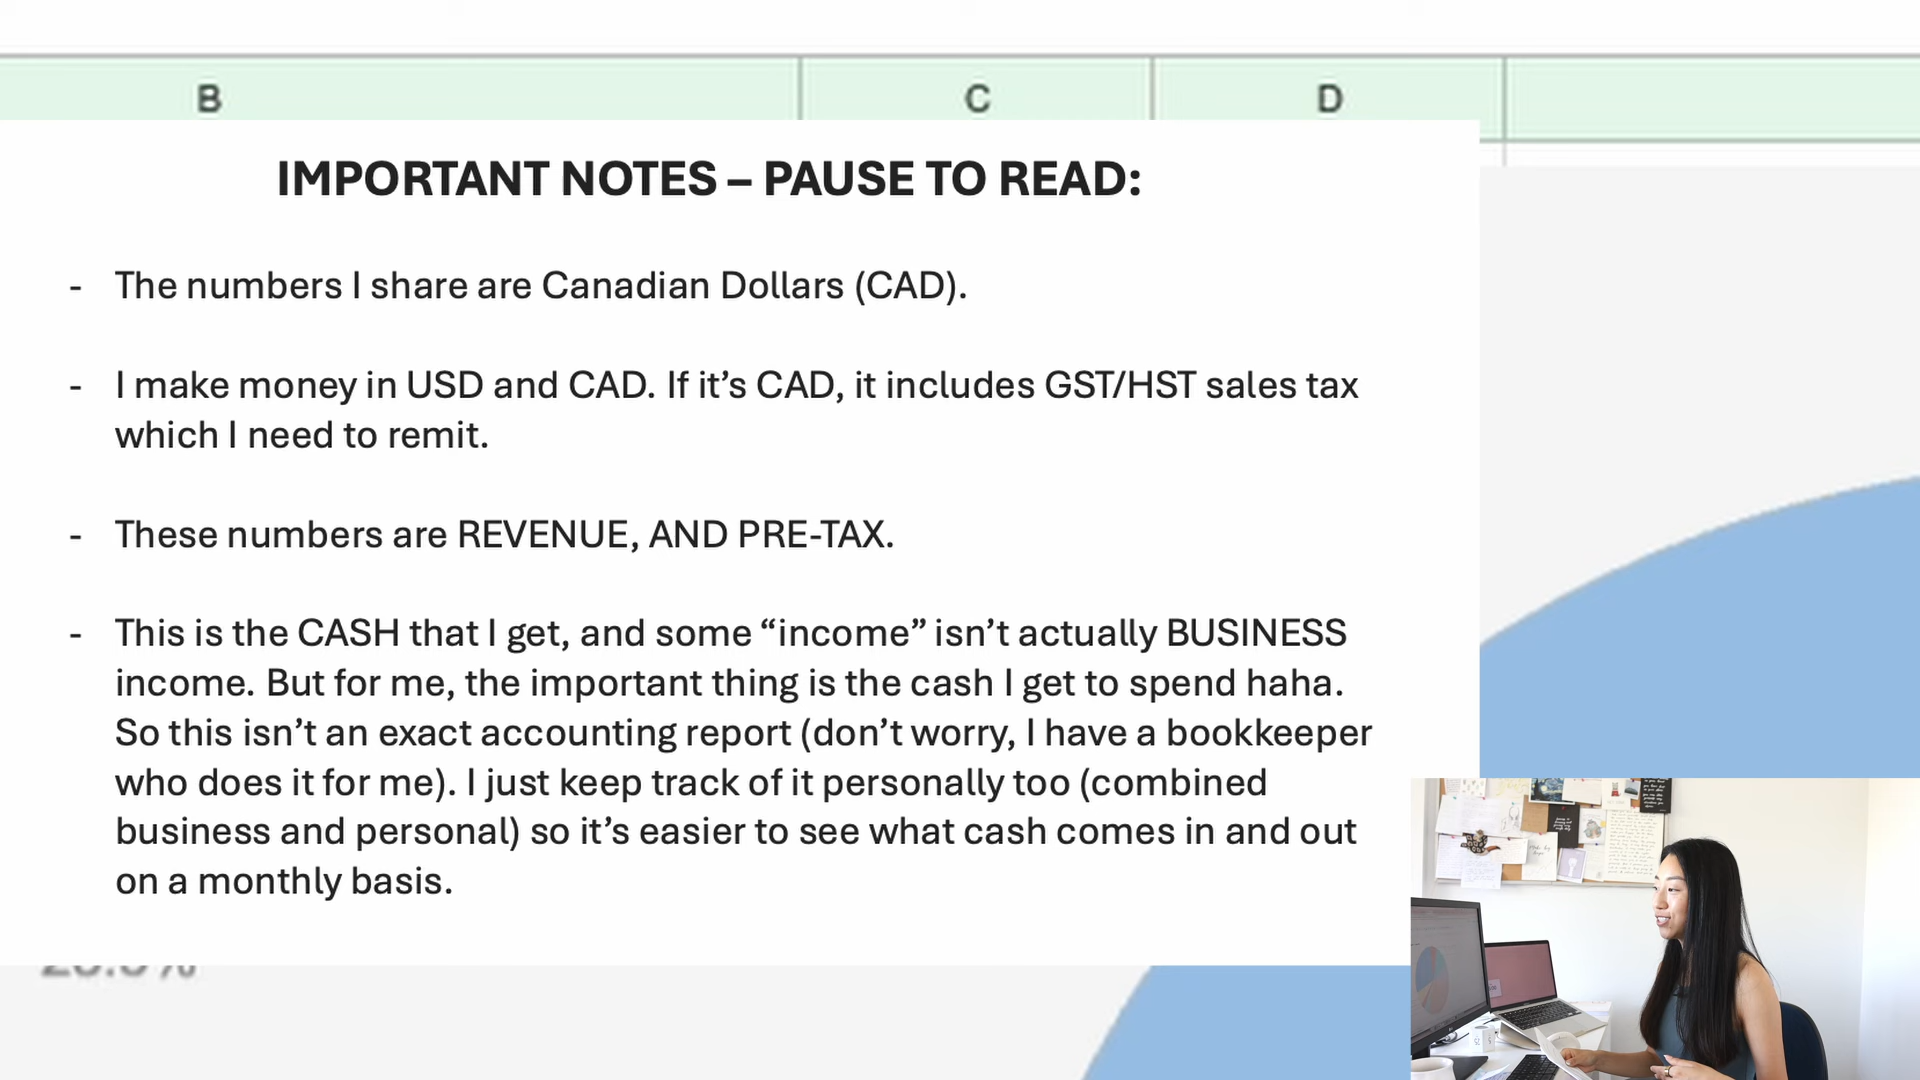 B C D
IMPORTANT NOTES – PAUSE TO READ:
- The numbers I share are Canadian Dollars (CAD).
- I make money in USD and CAD. If it’s CAD, it includes GST/HST sales tax
which I need to remit.
- These numbers are REVENUE, AND PRE-TAX.
- This is the CASH that I get, and some “income” isn’t actually BUSINESS
income. But for me, the important thing is the cash I get to spend haha.
So this isn’t an exact accounting report (don’t worry, I have a bookkeeper
who does it for me). I just keep track of it personally too (combined
business and personal) so it’s easier to see what cash comes in and out
on a monthly basis.